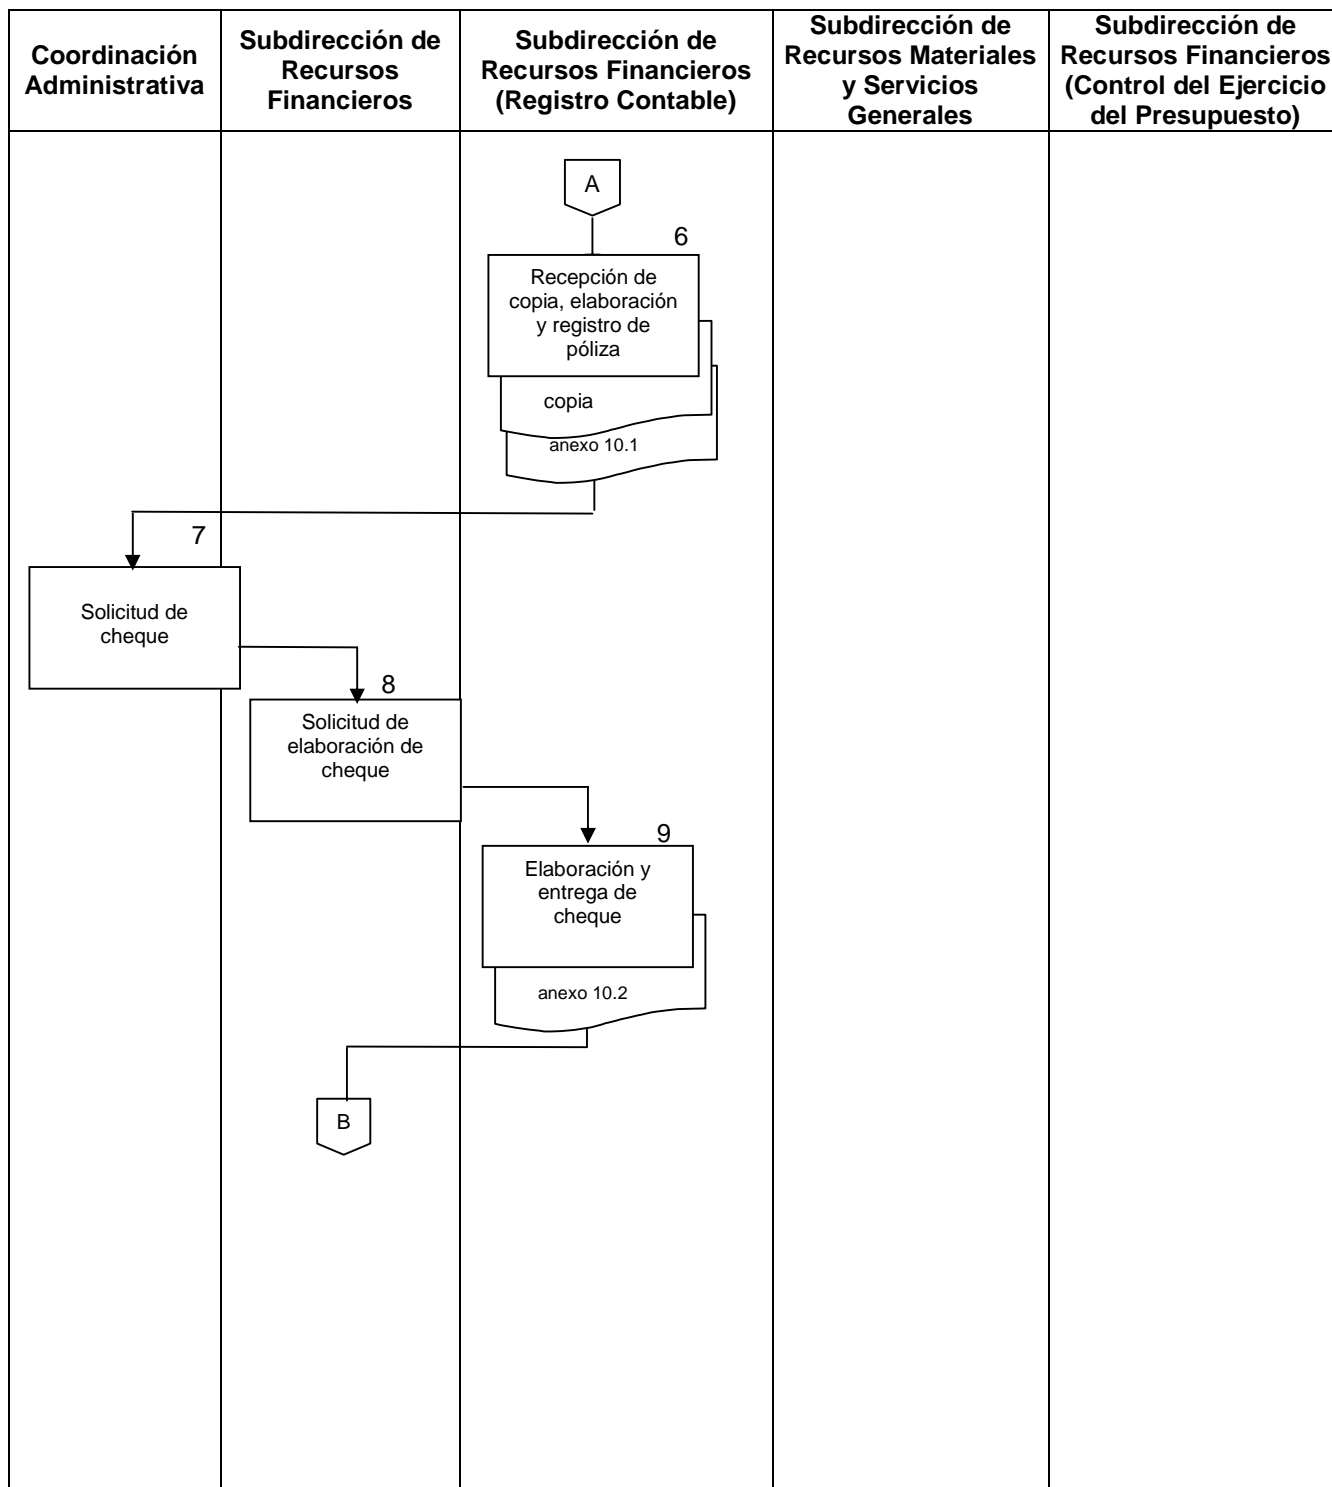 Coordinación
Administrativa
Subdirección de
Recursos
Financieros
Subdirección de
Recursos Financieros
(Registro Contable)
Subdirección de
Recursos Materiales
y Servicios
Generales
Subdirección de
Recursos Financieros
(Control del Ejercicio
del Presupuesto)
A
6
Recepción de
copia, elaboración
y registro de
póliza
copia
anexo 10.1
7
Solicitud de
cheque
8
Solicitud de
elaboración de
cheque
9
Elaboración y
entrega de
cheque
anexo 10.2
B